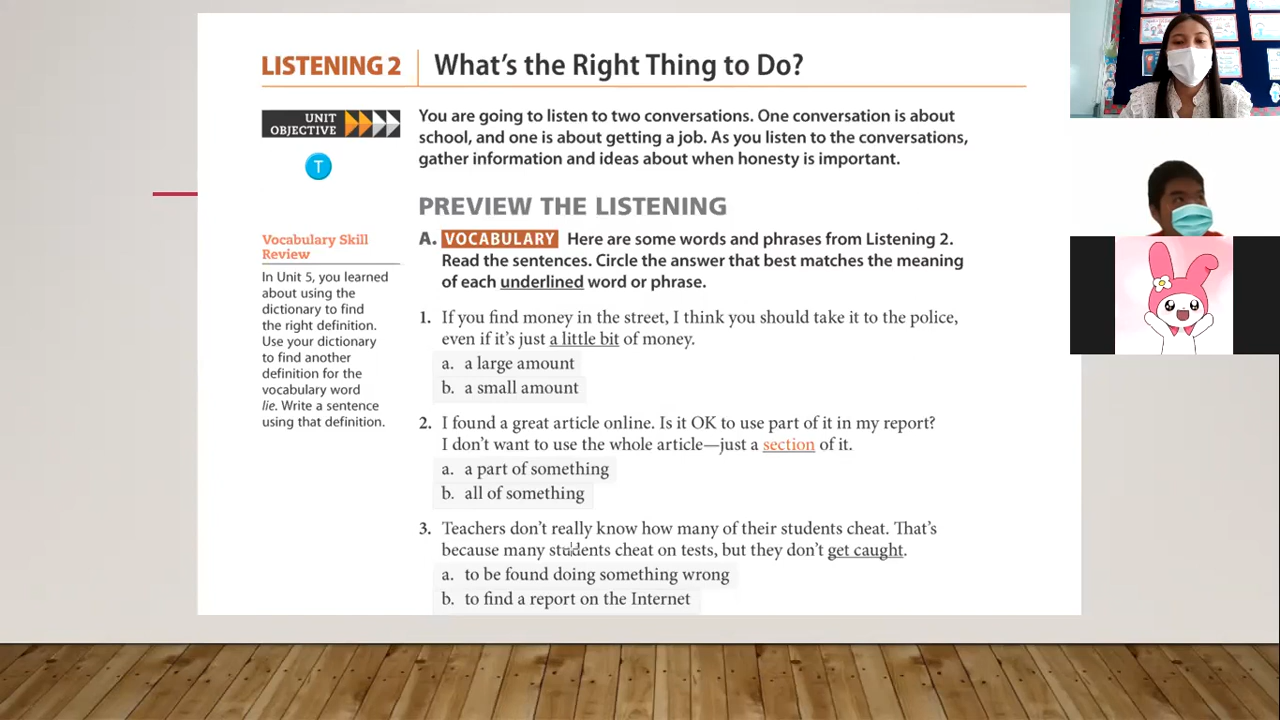 LISTENING 2 What's the Right Thing to Do?
UNIT
OBJECTIVE
T
You are going to listen to two conversations. One conversation is about
school, and one is about getting a job. As you listen to the conversations,
gather information and ideas about when honesty is important.
PREVIEW THE LISTENING
Vocabulary Skill
Review
In Unit 5, you learned
about using the
dictionary to find
the right definition.
Use your dictionary
to find another
definition for the
vocabulary word
lie. Write a sentence
using that definition.
A. VOCABULARY Here are some words and phrases from Listening 2.
Read the sentences. Circle the answer that best matches the meaning
of each underlined word or phrase.
1. If you find money in the street, I think you should take it to the police,
even if it's just a little bit of money.
a. a large amount
b. a small amount
2. I found a great article online. Is it OK to use part of it in my report?
I don't want to use the whole article—just a section of it.
a. a part of something
b. all of something
3. Teachers don't really know how many of their students cheat. That's
because many students cheat on tests, but they don't get caught.
a. to be found doing something wrong
b. to find a report on the Internet